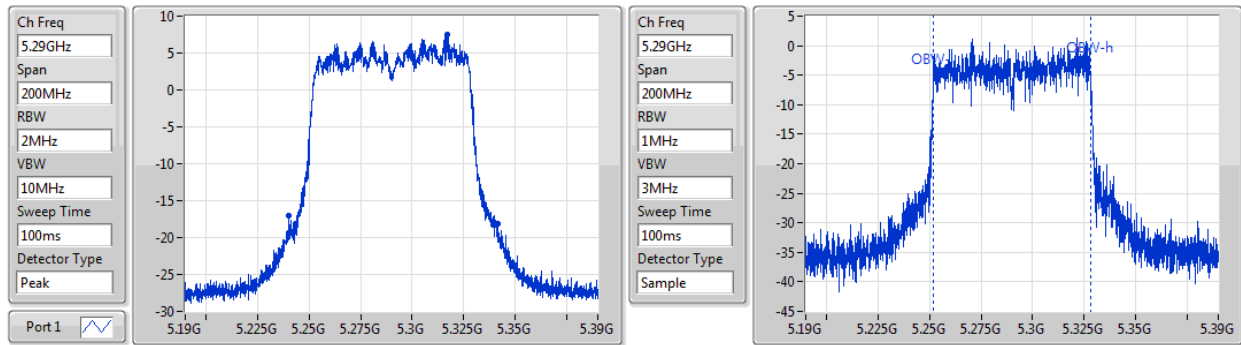 Ch Freq
5.29GHz
Span
200MHz
RBW
2MHz
VBW
10MHz
Sweep Time
100ms
Detector Type
Peak
Port 1
10
5
0
-5
-10
-15
-20
-25
-30
5.19G 5.225G 5.25G 5.275G 5.3G 5.325G 5.35G 5.39G
Ch Freq
5.29GHz
Span
200MHz
RBW
1MHz
VBW
3MHz
Sweep Time
100ms
Detector Type
Sample
5
0
-5
-10
-15
-20
-25
-30
-35
-40
-45
OBW-h
5.19G 5.225G 5.25G 5.275G 5.3G 5.325G 5.35G 5.39G